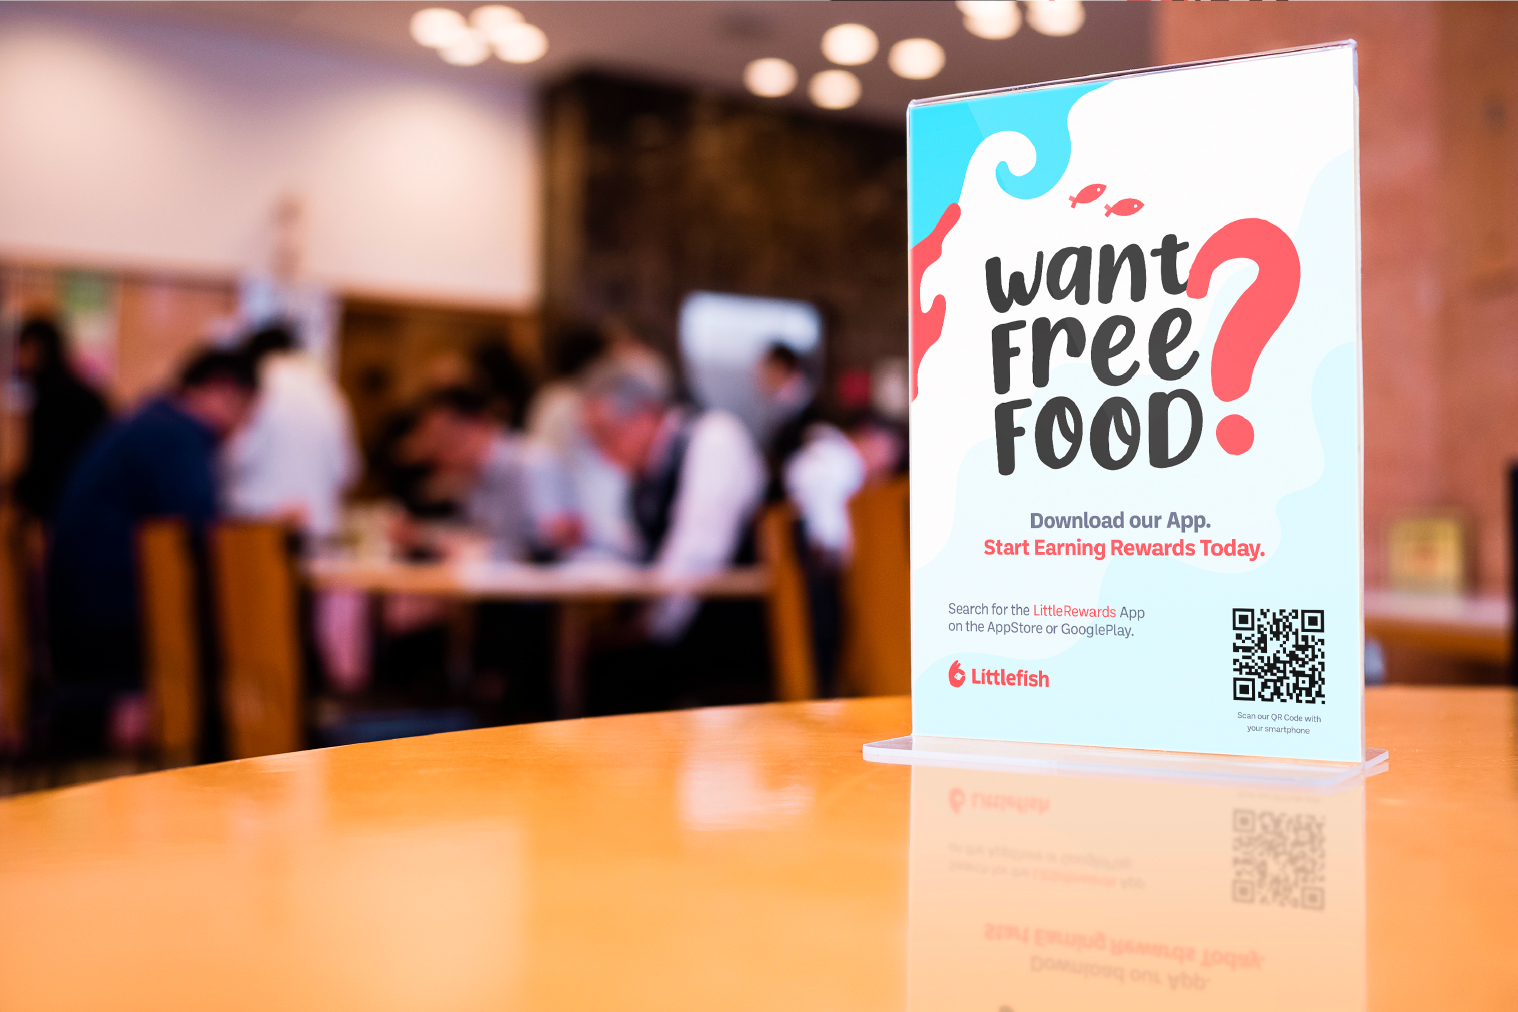 want
Free
FOOD?
Download our App.
Start Earning Rewards Today.
Search for the LittleRewards App
on the AppStore or GooglePlay.
Littlefish
Scan our QR Code with
your smartphone